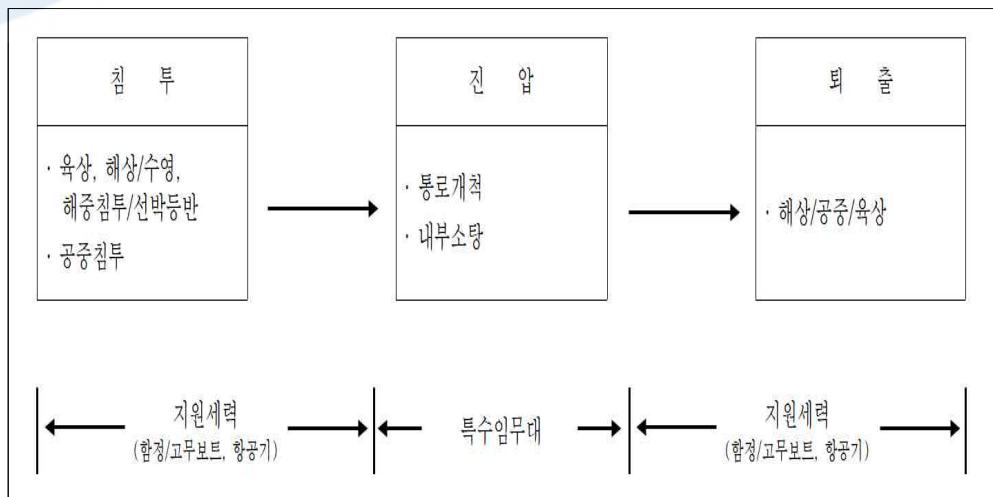 침 투
· 육상, 해상/수영,
해중침투/선박등반
· 공중침투
진 압
· 통로개척
· 내부소탕
퇴 출
· 해상/공중/육상
지원세력
(함정/고무보트, 항공기)
특수임무대
지원세력
(함정/고무보트, 항공기)